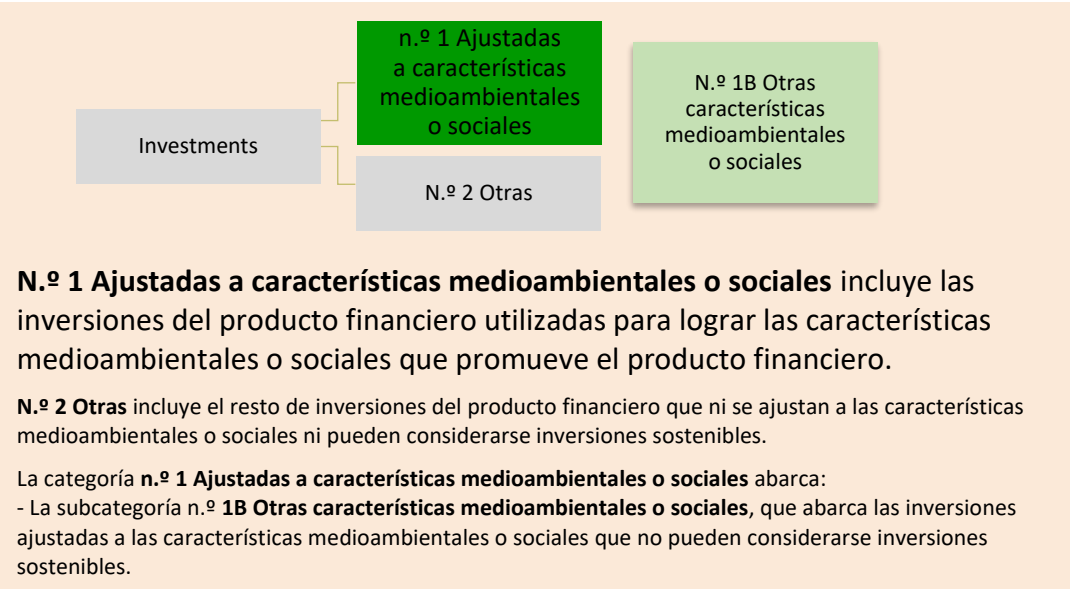 n.º 1 Ajustadas
a características
medioambientales
o sociales
N.º 1B Otras
características
medioambientales
o sociales
Investments
N.º 2 Otras
N.º 1 Ajustadas a características medioambientales o sociales incluye las
inversiones del producto financiero utilizadas para lograr las características
medioambientales o sociales que promueve el producto financiero.
N.º 2 Otras incluye el resto de inversiones del producto financiero que ni se ajustan a las características
medioambientales o sociales ni pueden considerarse inversiones sostenibles.
La categoría n.º 1 Ajustadas a características medioambientales o sociales abarca:
- La subcategoría n.º 1B Otras características medioambientales o sociales, que abarca las inversiones
ajustadas a las características medioambientales o sociales que no pueden considerarse inversiones
sostenibles.